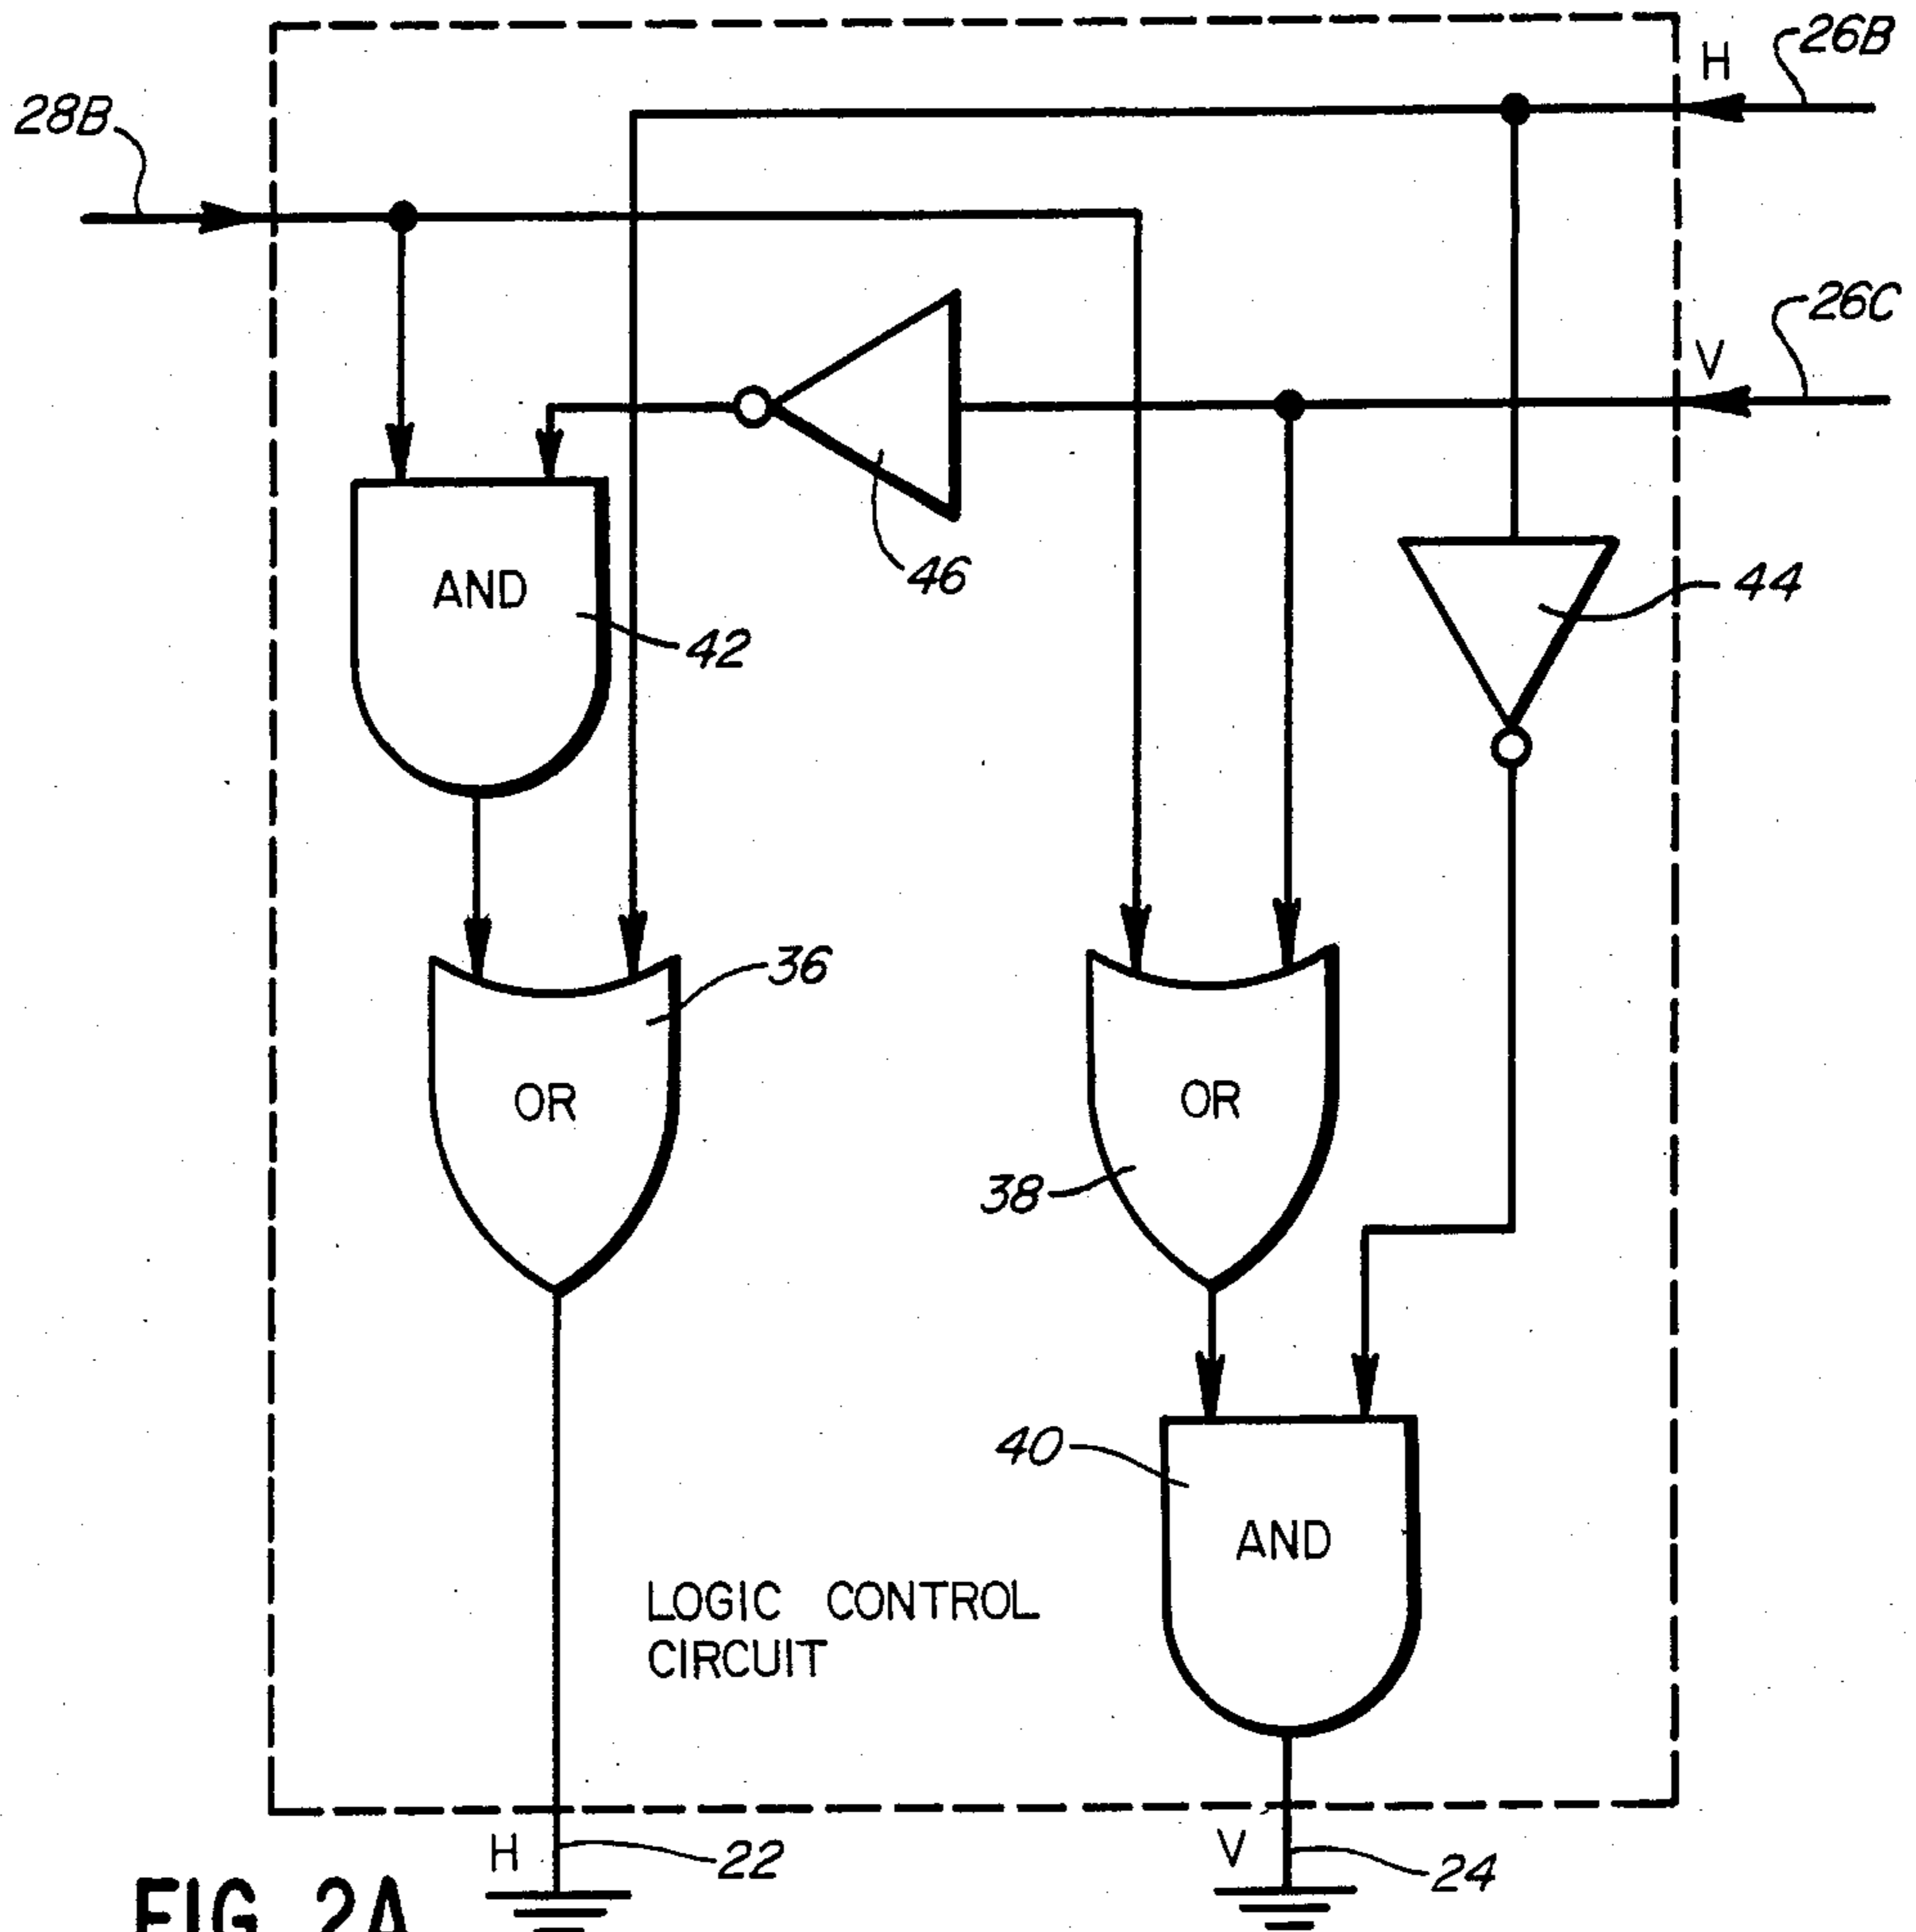 26B
H
28B
26C
V
46
44
AND
42
36
OR
OR
38
40
AND
LOGIC CONTROL
CIRCUIT
H
22
V
24
FIG. 2A